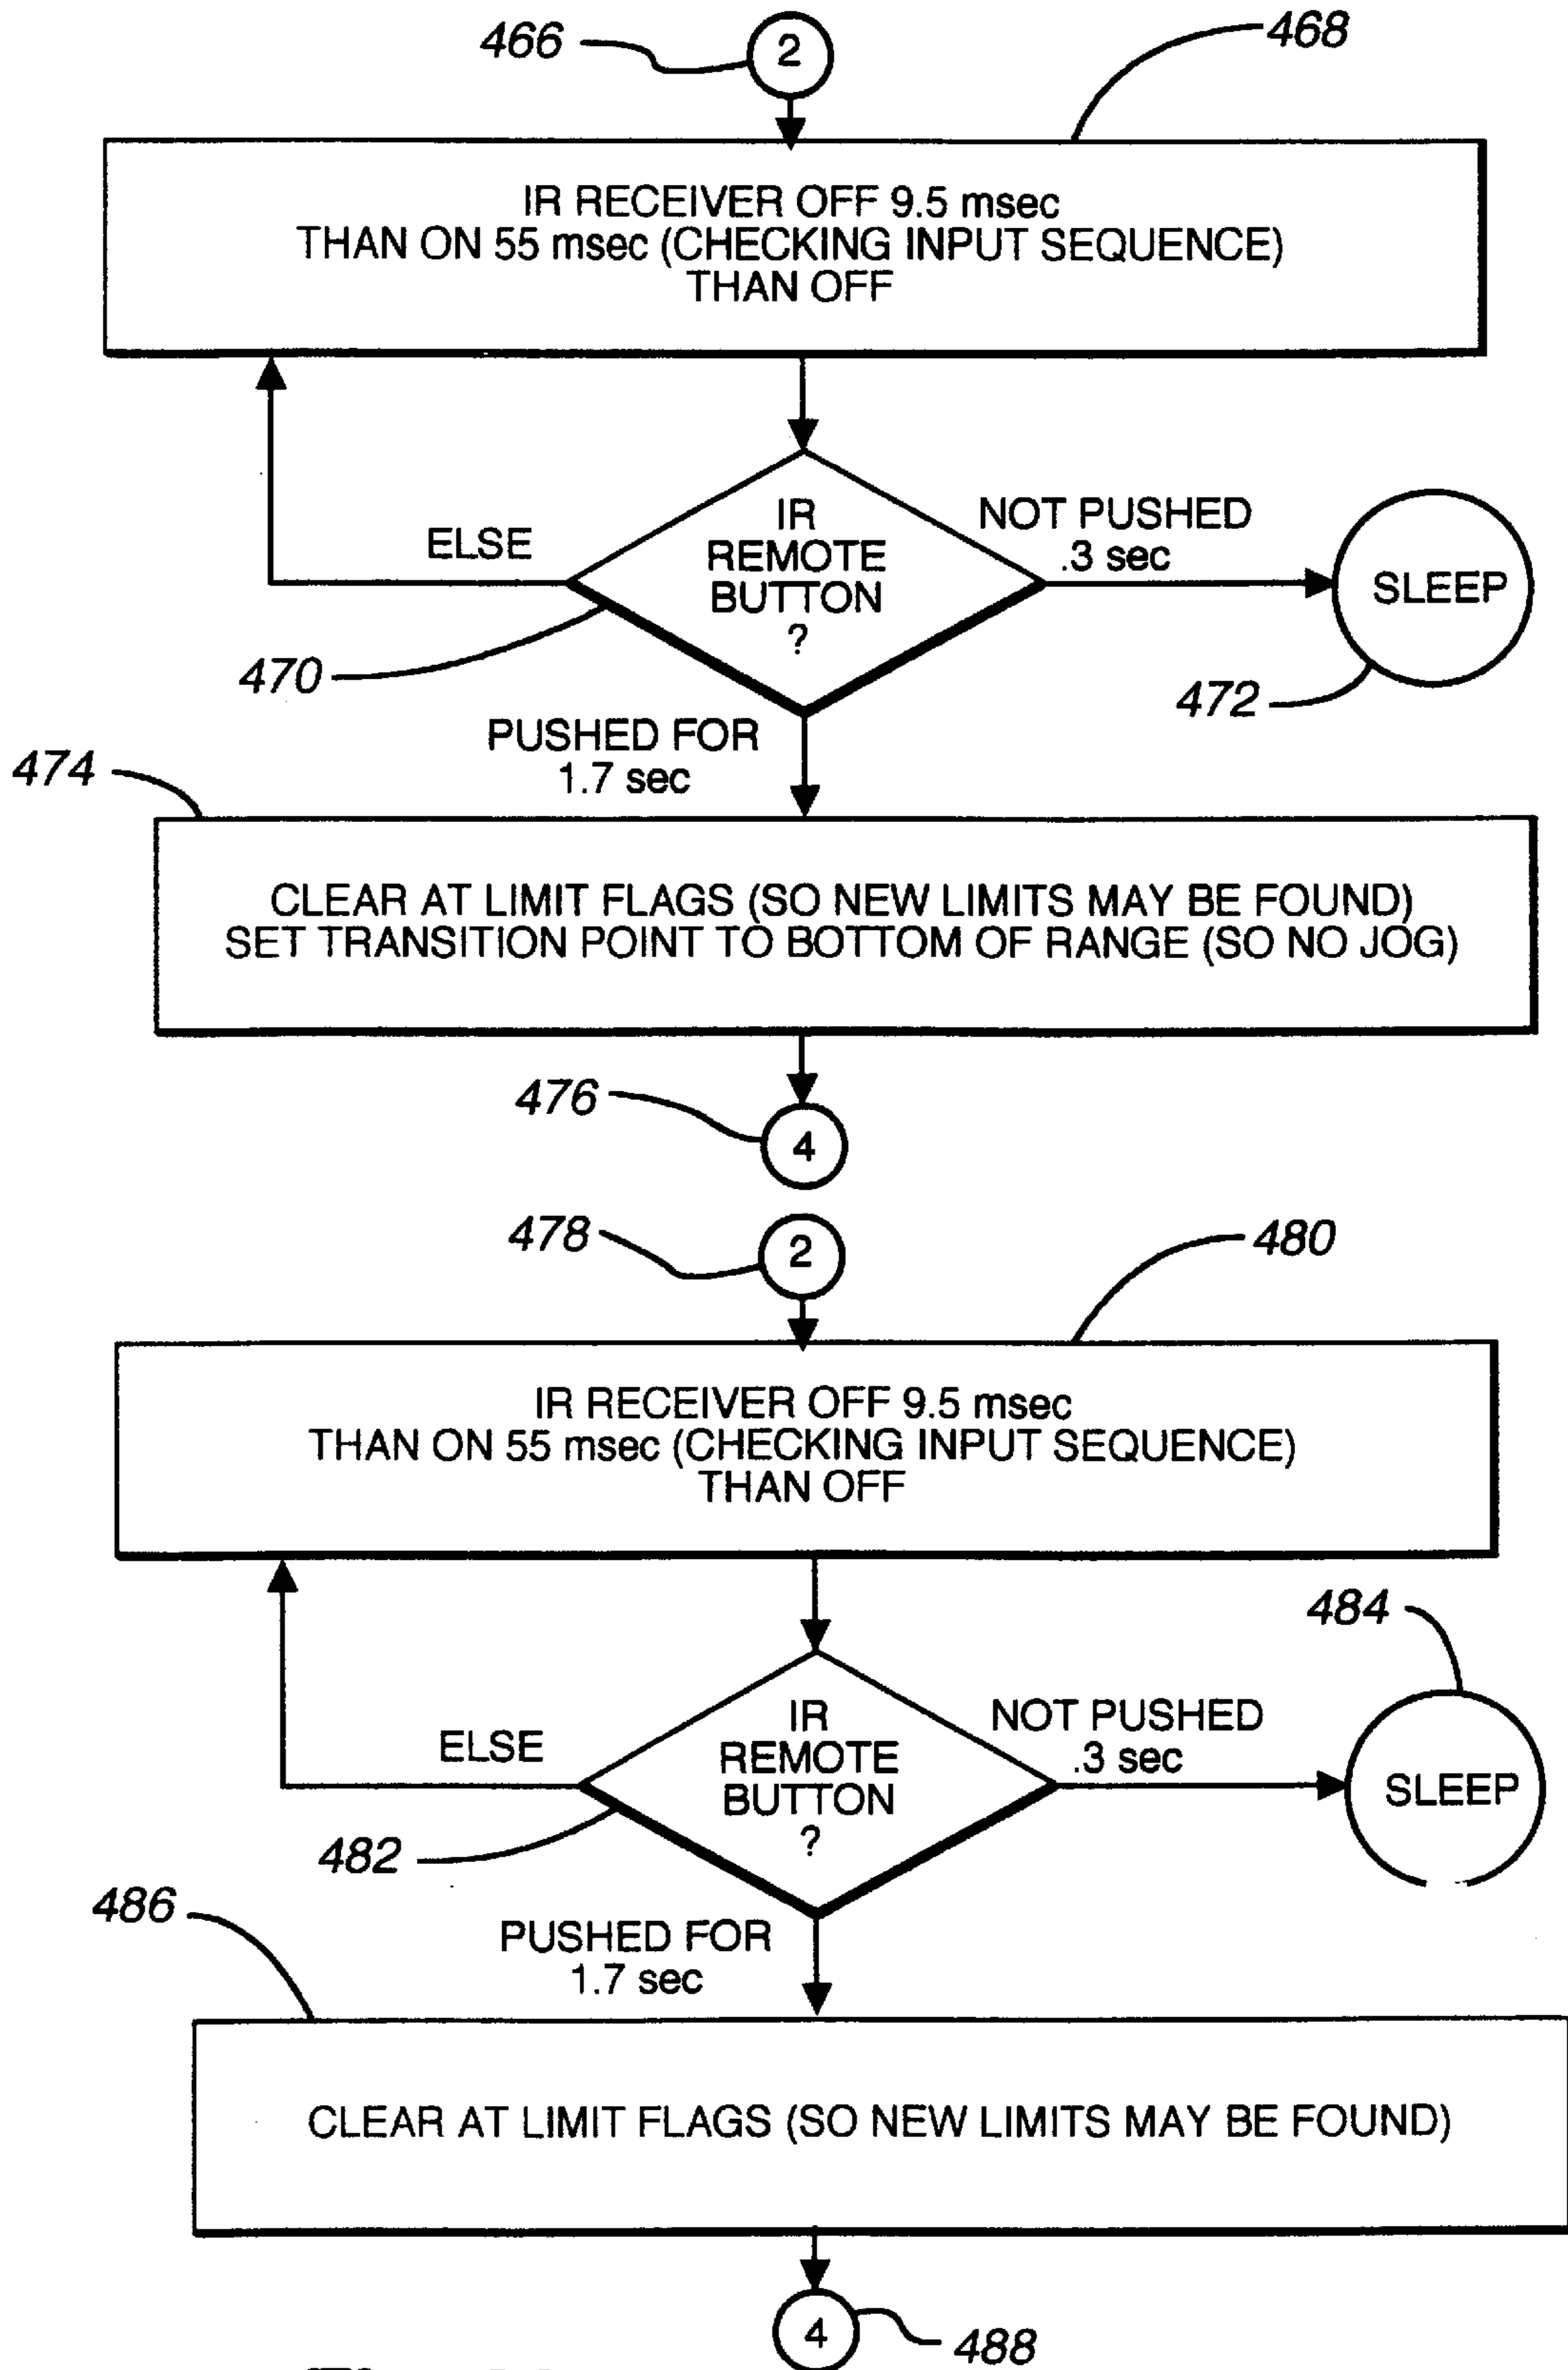 466
2
468
IR RECEIVER OFF 9.5 msec
THAN ON 55 msec (CHECKING INPUT SEQUENCE)
THAN OFF
ELSE
IR
REMOTE
BUTTON
?
NOT PUSHED
.3 sec
SLEEP
470
472
PUSHED FOR
1.7 sec
474
CLEAR AT LIMIT FLAGS (SO NEW LIMITS MAY BE FOUND)
SET TRANSITION POINT TO BOTTOM OF RANGE (SO NO JOG)
476
4
478
2
480
IR RECEIVER OFF 9.5 msec
THAN ON 55 msec (CHECKING INPUT SEQUENCE)
THAN OFF
484
ELSE
IR
REMOTE
BUTTON
?
NOT PUSHED
.3 sec
SLEEP
482
486
PUSHED FOR
1.7 sec
CLEAR AT LIMIT FLAGS (SO NEW LIMITS MAY BE FOUND)
4
488